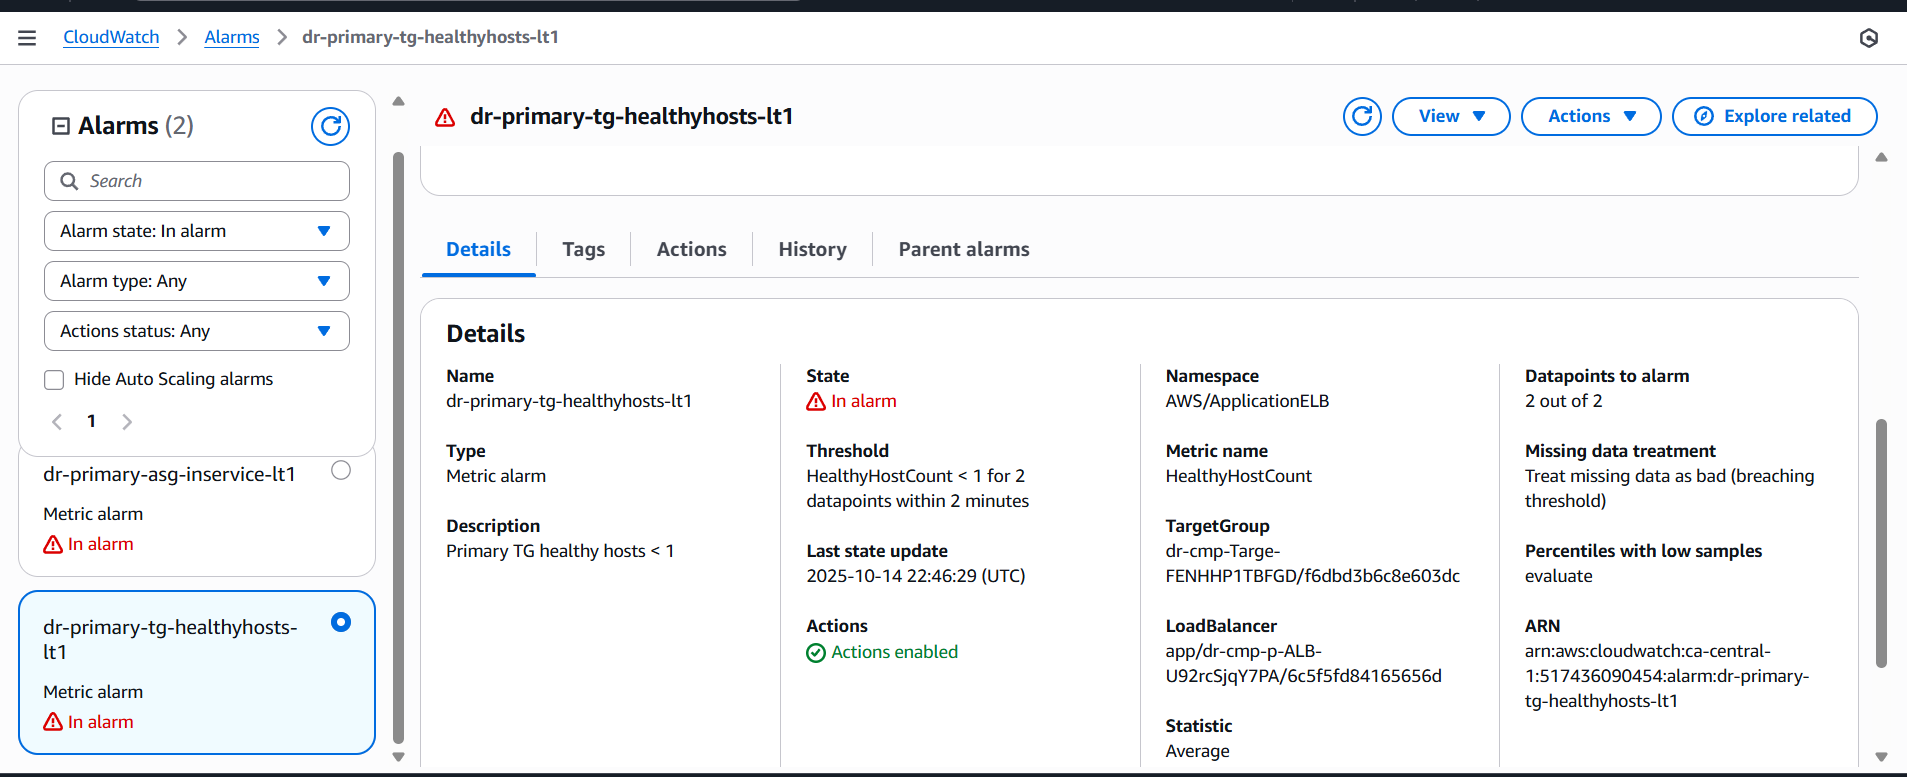 CloudWatch > Alarms > dr-primary-tg-healthyhosts-lt1
Alarms (2)
Search
Alarm state: In alarm
Alarm type: Any
Actions status: Any
Hide Auto Scaling alarms
1
dr-primary-asg-inservice-lt1
Metric alarm
In alarm
dr-primary-tg-healthyhosts-
lt1
Metric alarm
In alarm
dr-primary-tg-healthyhosts-lt1
View
Actions
Explore related
Details
Tags
Actions
History
Parent alarms
Details
Name
dr-primary-tg-healthyhosts-lt1
Type
Metric alarm
Description
Primary TG healthy hosts < 1
State
In alarm
Threshold
HealthyHostCount < 1 for 2
datapoints within 2 minutes
Last state update
2025-10-14 22:46:29 (UTC)
Actions
Actions enabled
Namespace
AWS/ApplicationELB
Metric name
HealthyHostCount
TargetGroup
dr-cmp-Targe-
FENHHP1TBFGD/f6dbd3b6c8e603dc
LoadBalancer
app/dr-cmp-p-ALB-
U92rcSjqY7PA/6c5f5fd84165656d
Statistic
Average
Datapoints to alarm
2 out of 2
Missing data treatment
Treat missing data as bad (breaching
threshold)
Percentiles with low samples
evaluate
ARN
arn:aws:cloudwatch:ca-central-
1:517436090454:alarm:dr-primary-
tg-healthyhosts-lt1